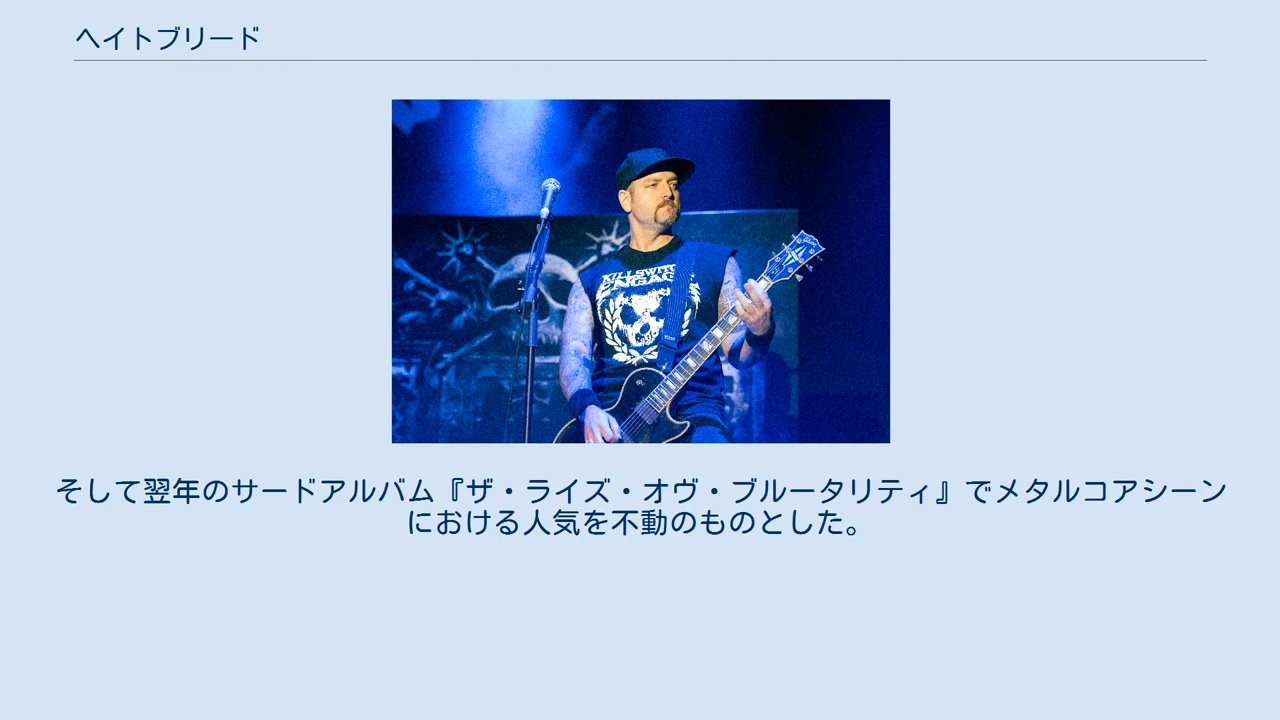 ヘイトブリード
KILLSWITCH
ENGAGE
そして翌年のサードアルバム『ザ・ライズ・オヴ・ブルータリティ』でメタルコアシーン
における人気を不動のものとした。